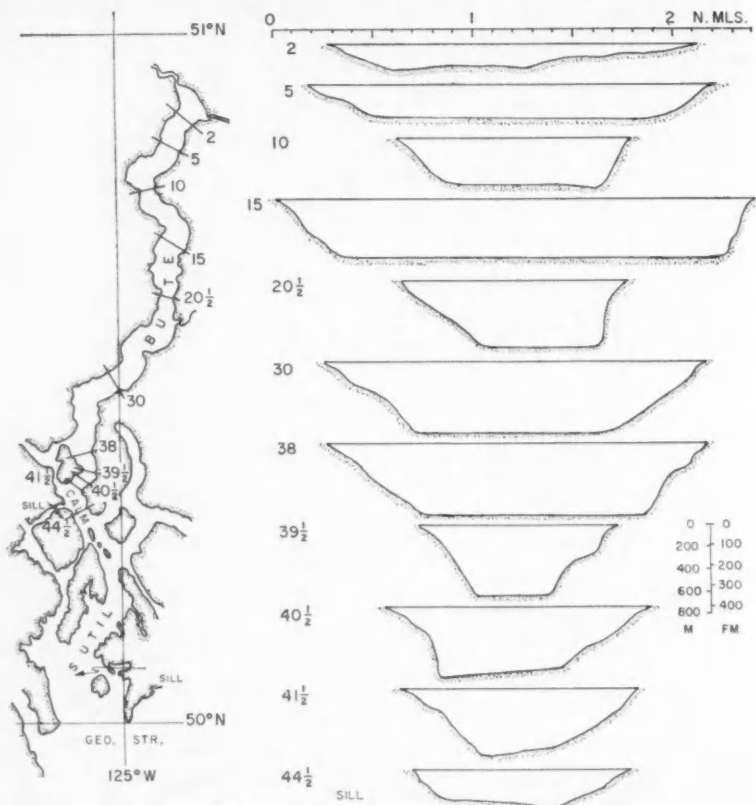 51°N
0 1 2 N. MLS.
2
5
10
15
20½
30
38
39½
40½
41½
44½
SILL
2
5
10
15
20½
BUTE
30
38
39½
41½
40½
CALM
SILL
44½
SUTIL
SILL
50°N
GEO. STR.
125°W
0 0
200 100
400 200
600 300
800 400
M FM.